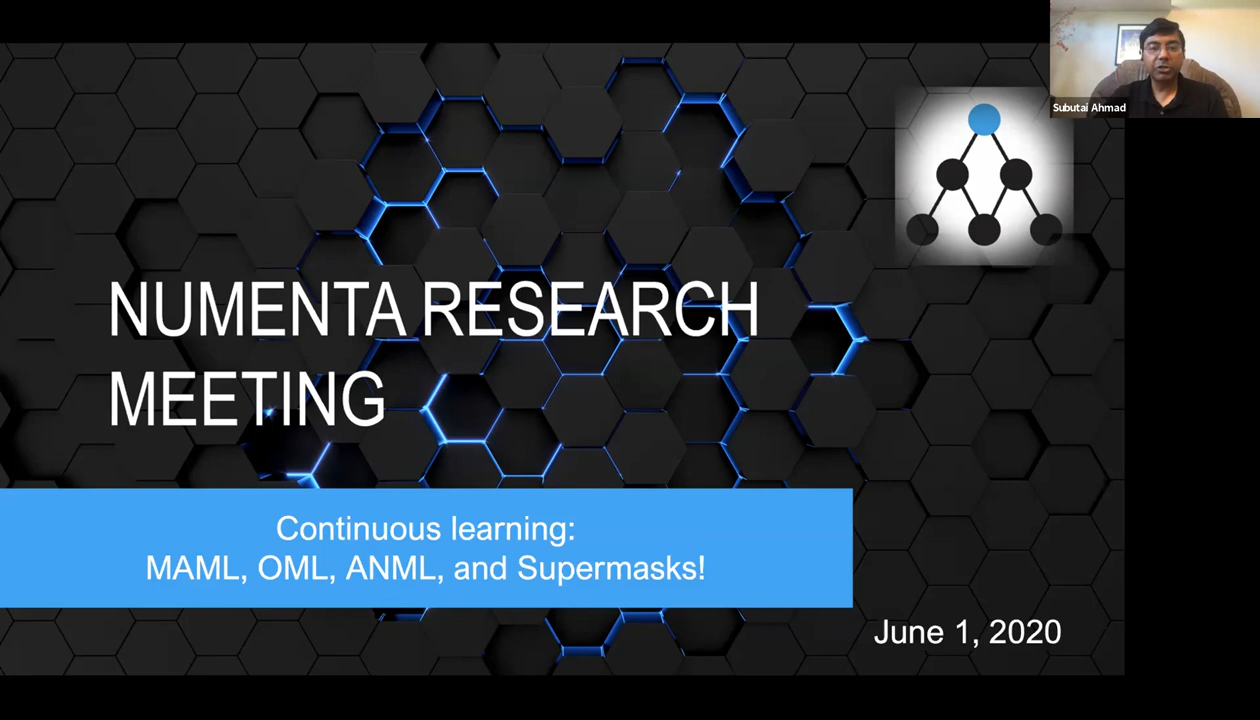 Subutai Ahmad
NUMENTA RESEARCH
MEETING
Continuous learning:
MAML, OML, ANML, and Supermasks!
June 1, 2020